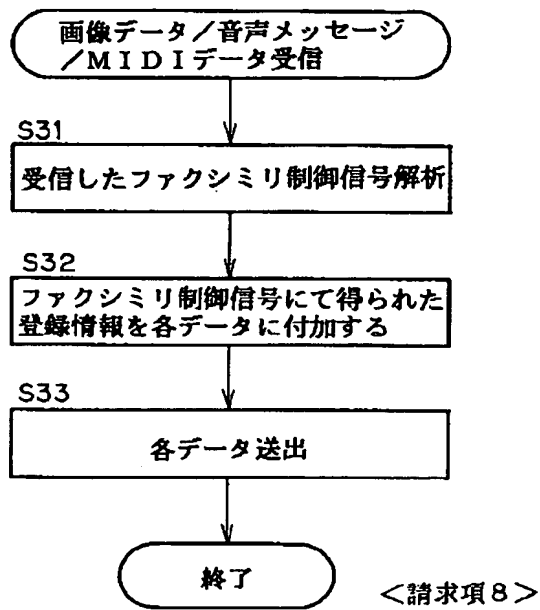 画像データ／音声メッセージ
／ＭＩＤＩデータ受信
S31
受信したファクシミリ制御信号解析
S32
ファクシミリ制御信号にて得られた
登録情報を各データに付加する
S33
各データ送出
終了
＜請求項８＞